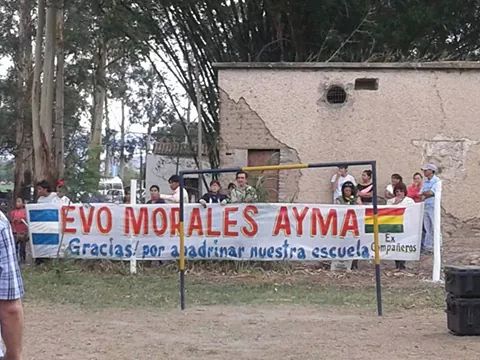 EVO MORALES AYMA
Gracias! por apadrinar nuestra escuela
Ex
Compañeros